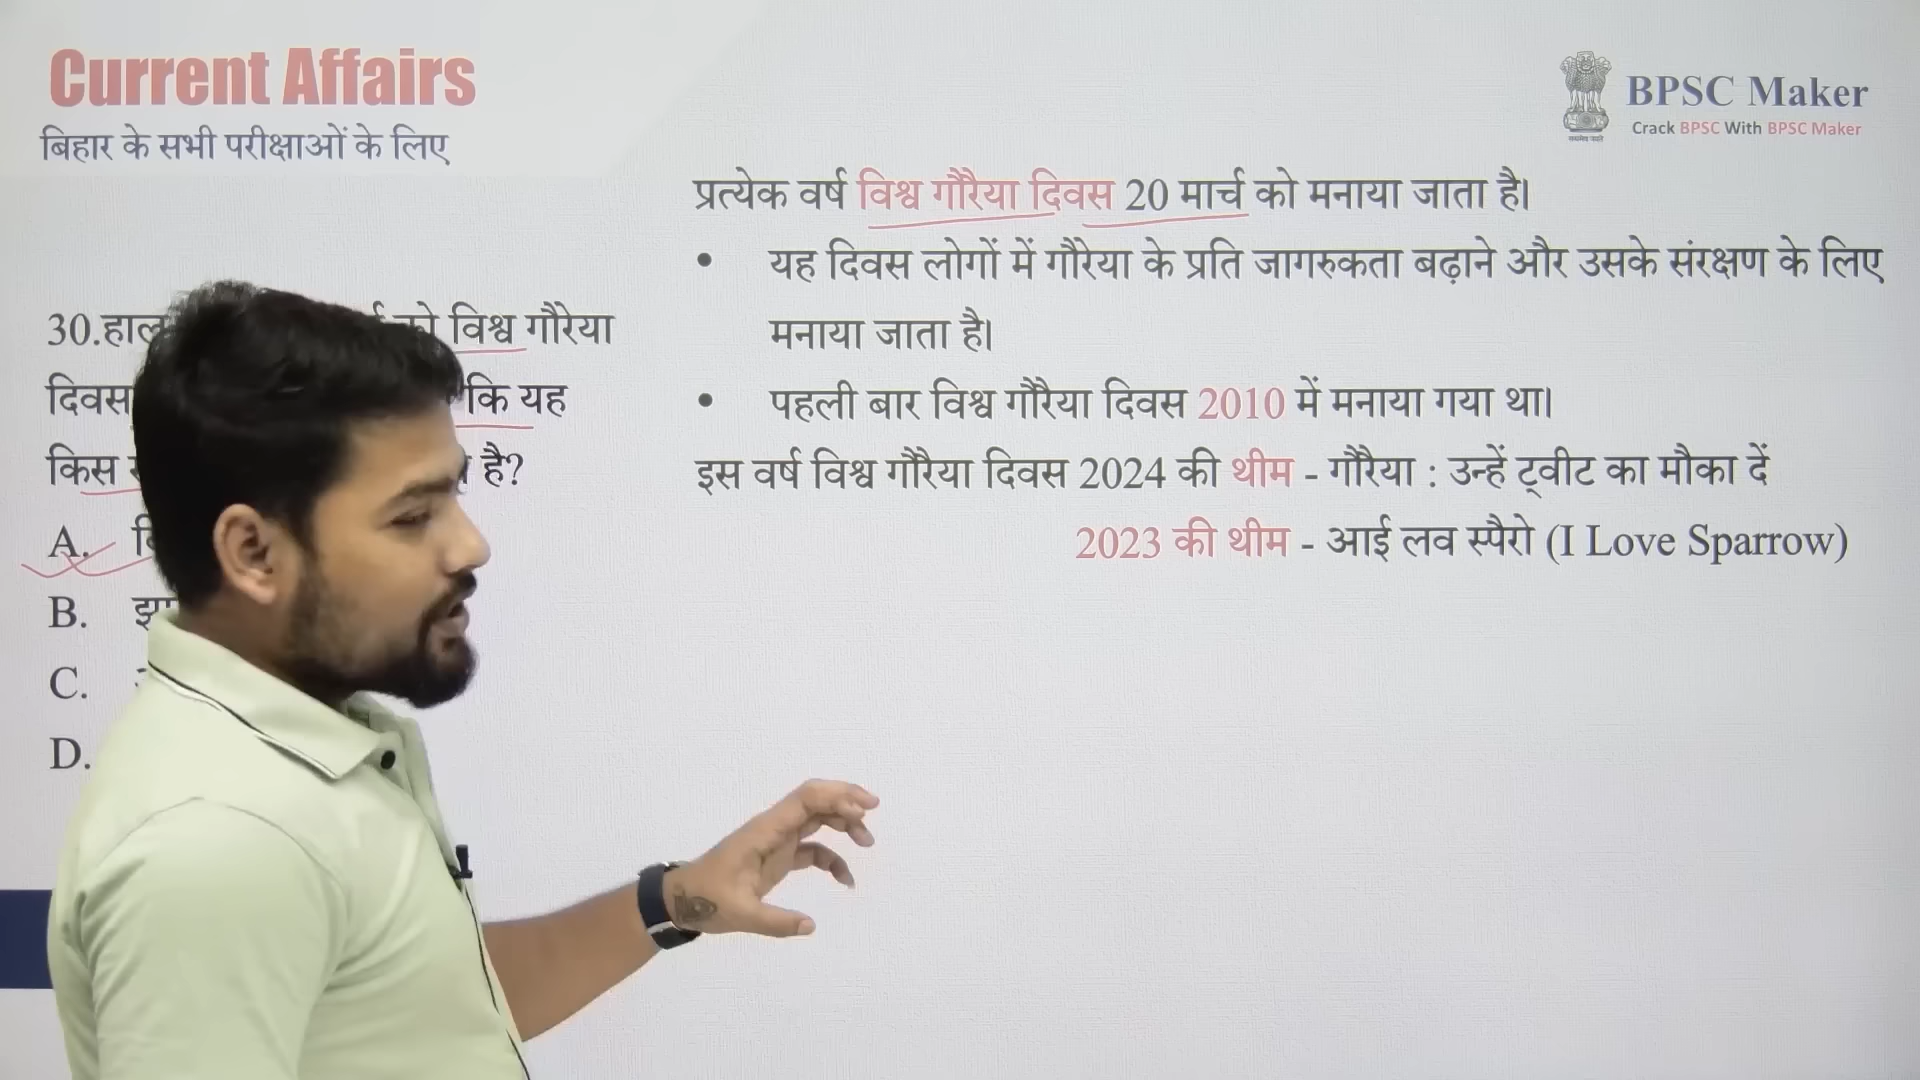 Current Affairs
बिहार के सभी परीक्षाओं के लिए
BPSC Maker
Crack BPSC With BPSC Maker
प्रत्येक वर्ष विश्व गौरैया दिवस 20 मार्च को मनाया जाता है।
• यह दिवस लोगों में गौरेया के प्रति जागरुकता बढ़ाने और उसके संरक्षण के लिए
मनाया जाता है।
• पहली बार विश्व गौरैया दिवस 2010 में मनाया गया था।
इस वर्ष विश्व गौरैया दिवस 2024 की थीम - गौरैया : उन्हें ट्वीट का मौका दें
2023 की थीम - आई लव स्पैरो (I Love Sparrow)
30. को विश्व गौरेया
दिवस कि यह
किस है?
A.
B.
C.
D.